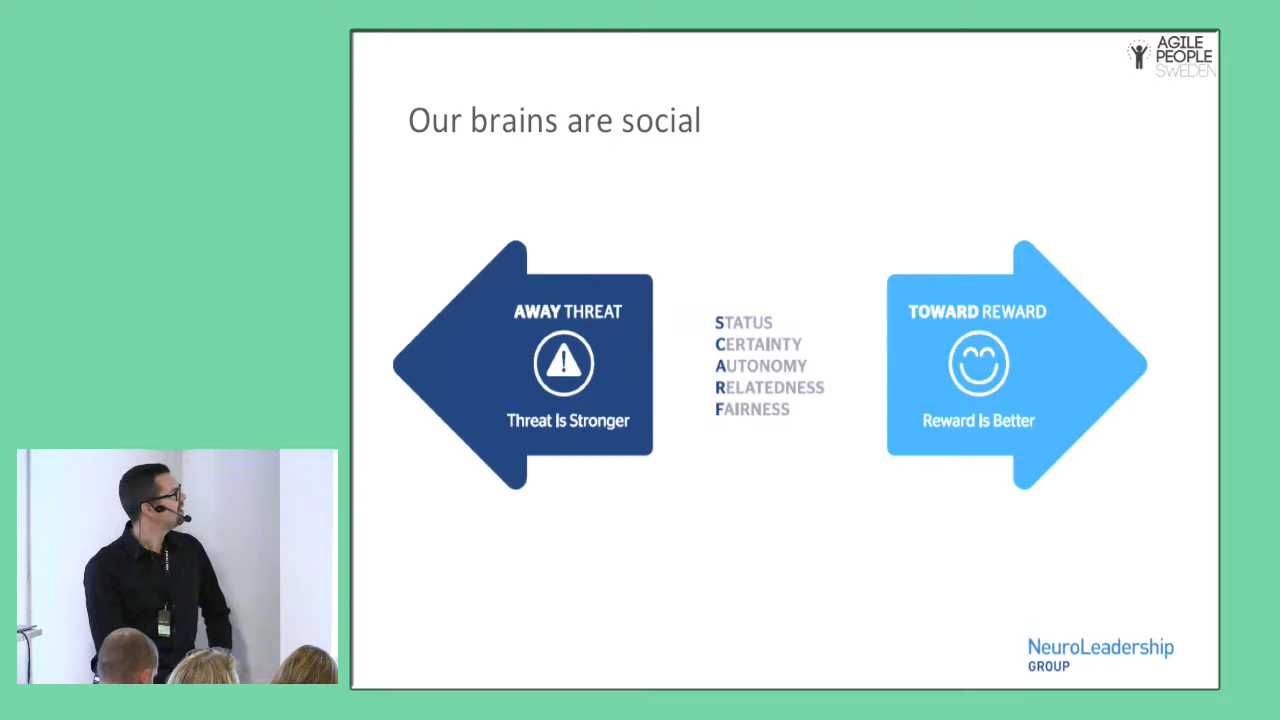 AGILE
PEOPLE
SWEDEN
Our brains are social
AWAY THREAT
Threat Is Stronger
STATUS
CERTAINTY
AUTONOMY
RELATEDNESS
FAIRNESS
TOWARD REWARD
Reward Is Better
NeuroLeadership
GROUP